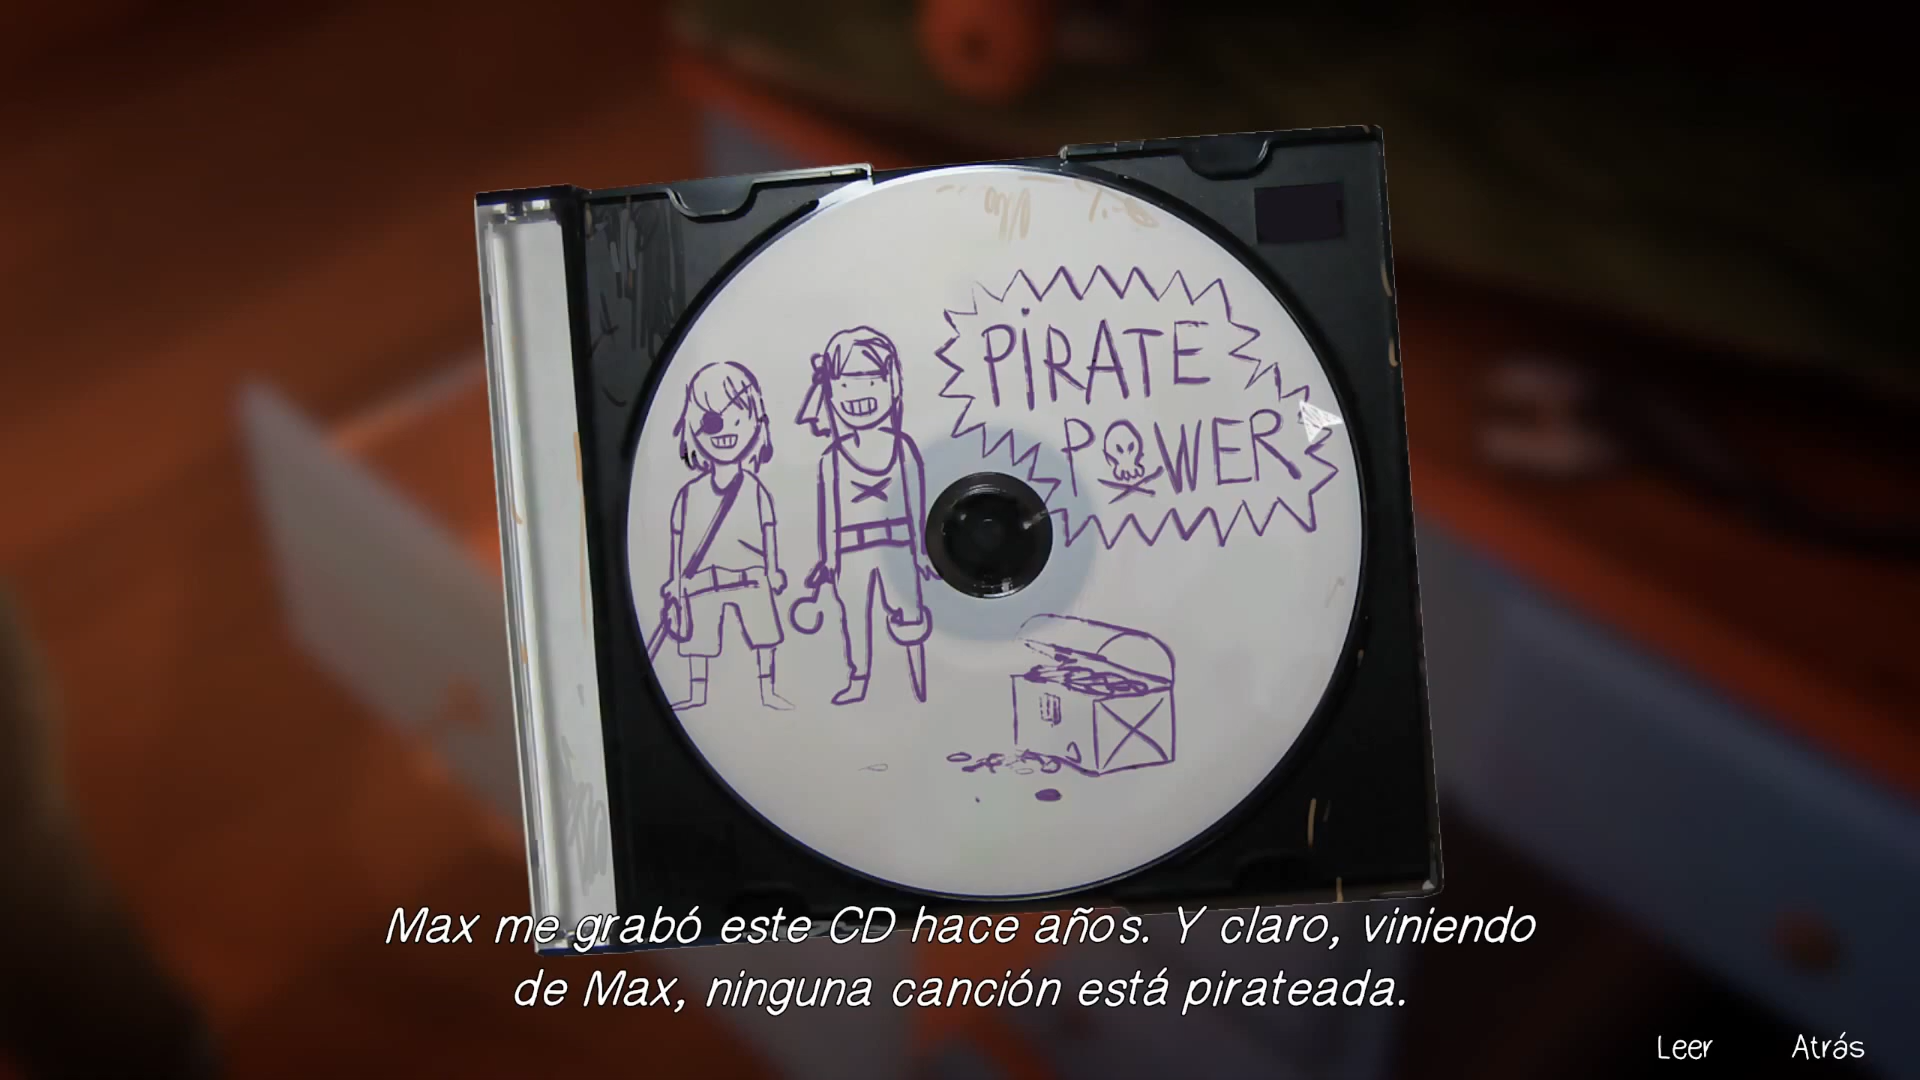 PiRATE
POWER
Max me grabó este CD hace años. Y claro, viniendo
de Max, ninguna canción está pirateada.
Leer Atrás